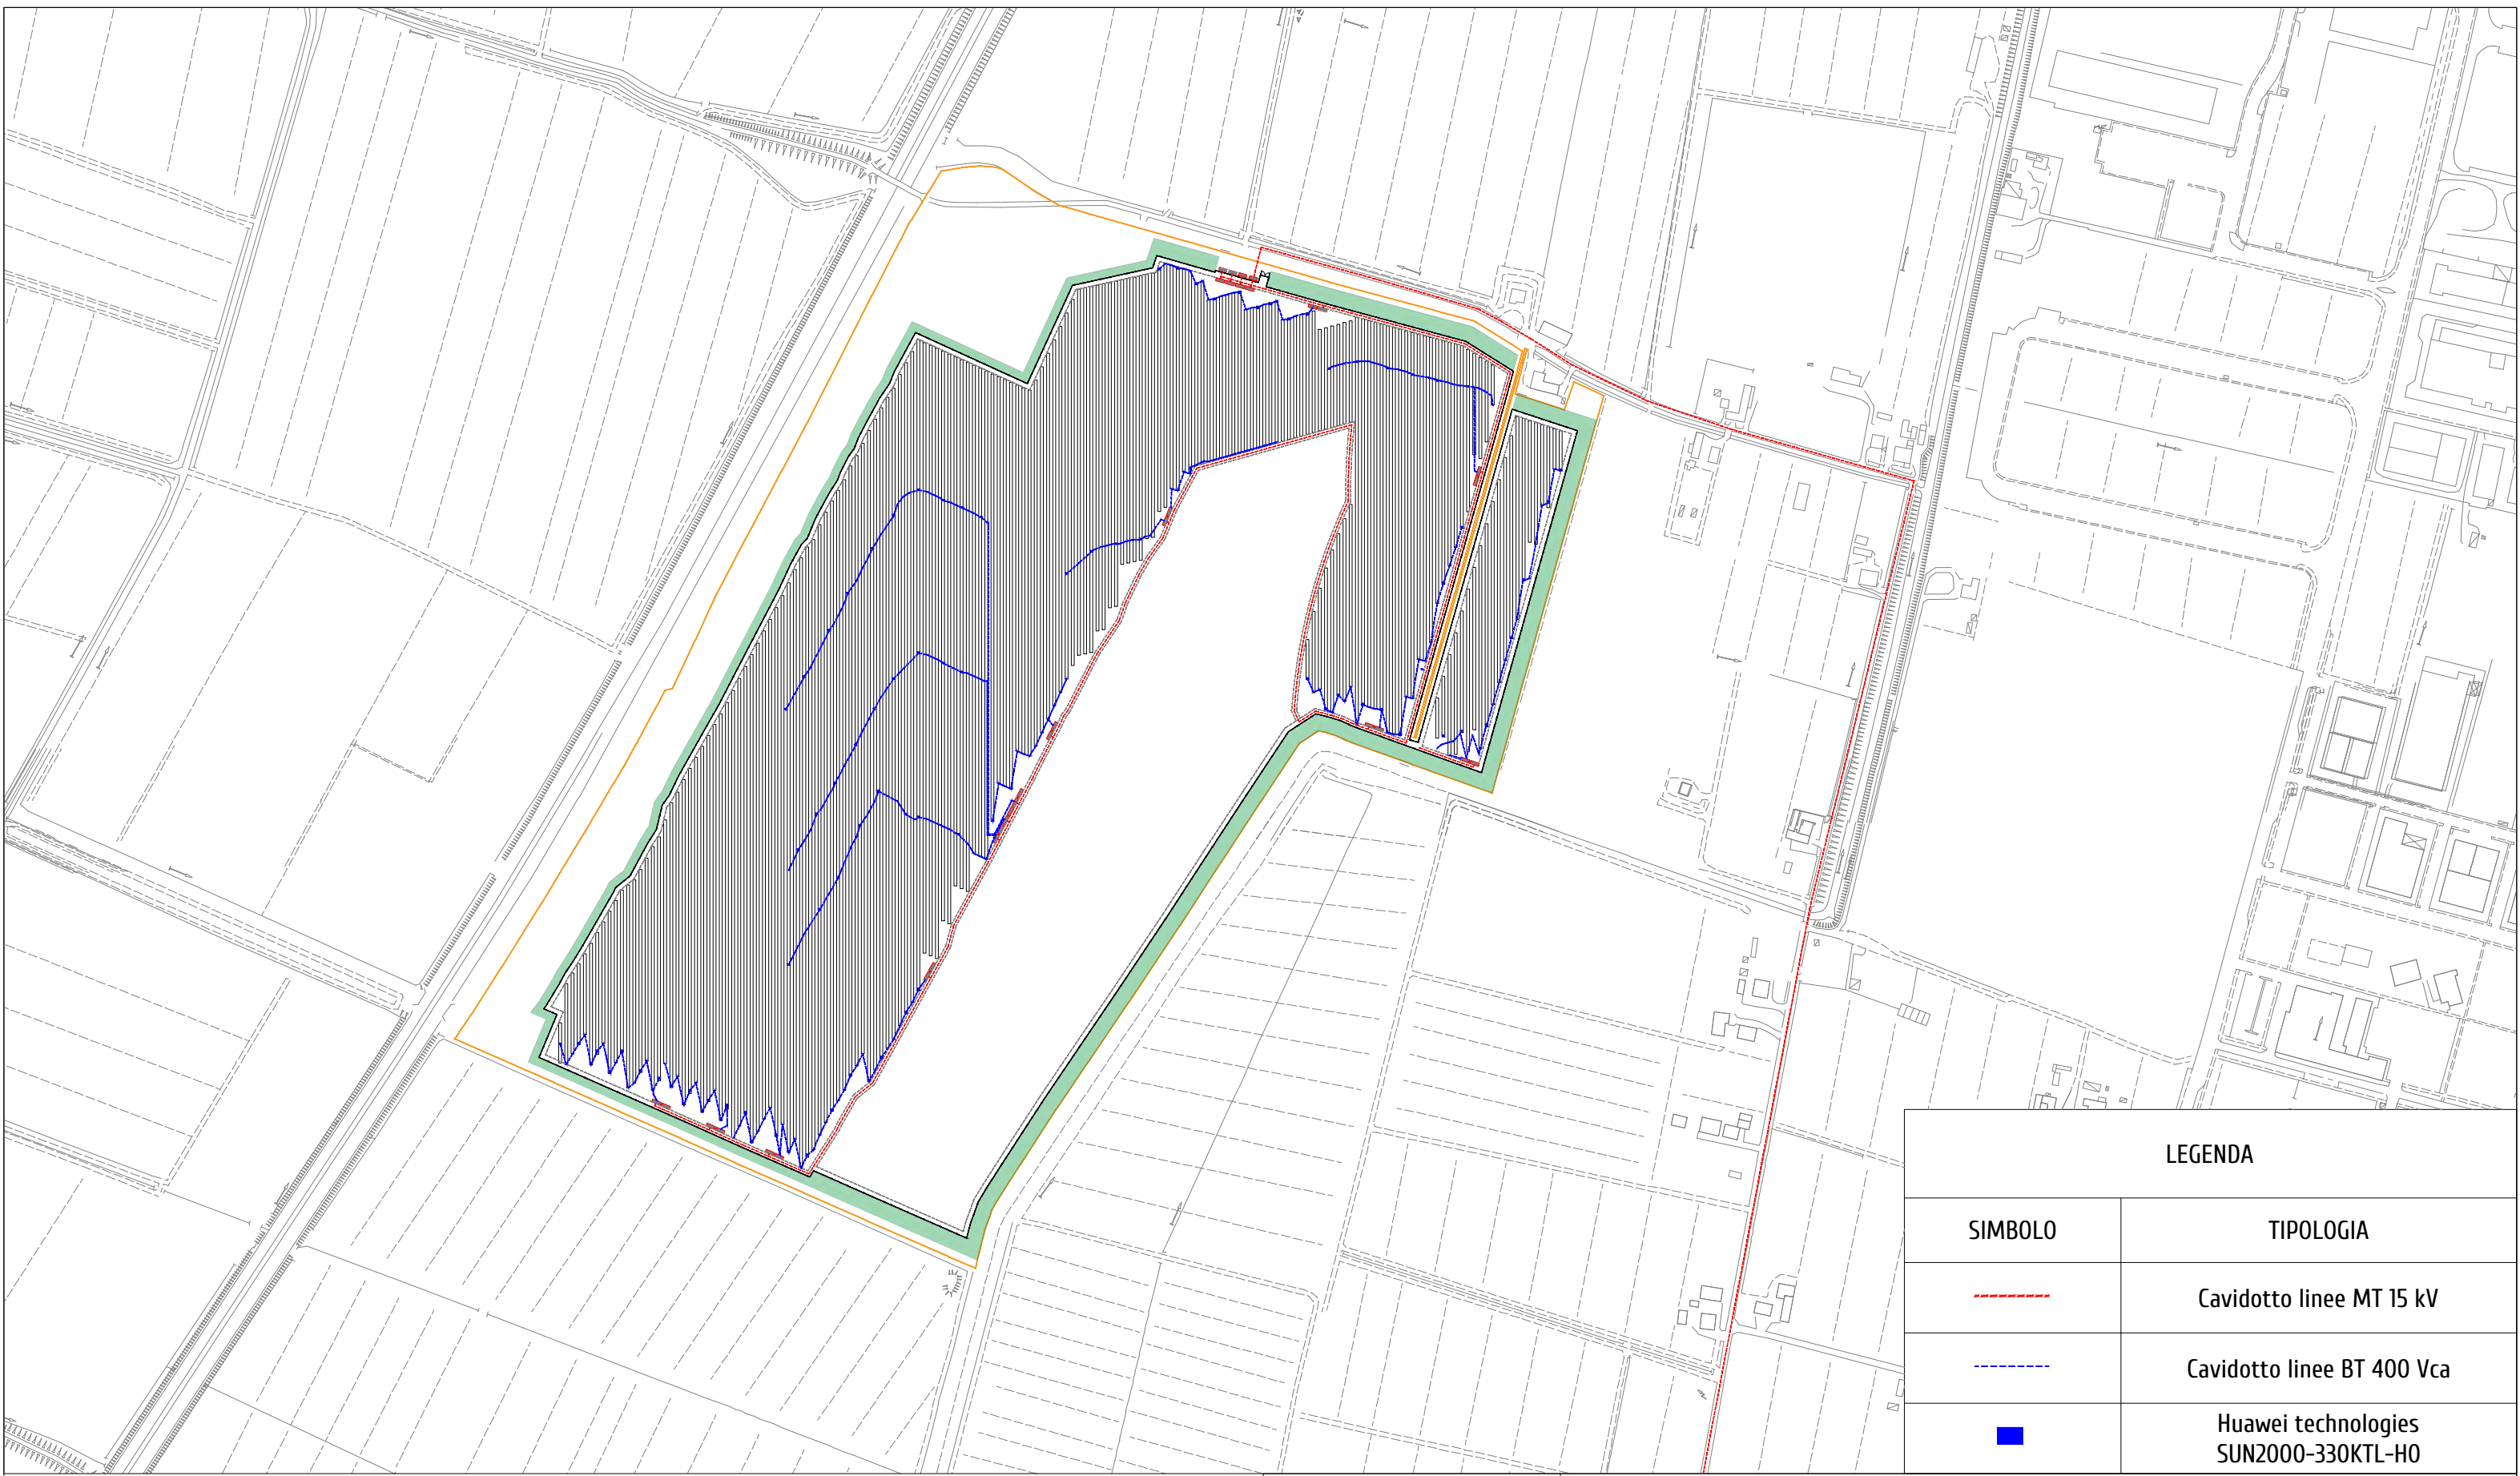 LEGENDA
SIMBOLO
TIPOLOGIA
Cavidotto linee MT 15 kV
Cavidotto linee BT 400 Vca
Huawei technologies
SUN2000-330KTL-H0